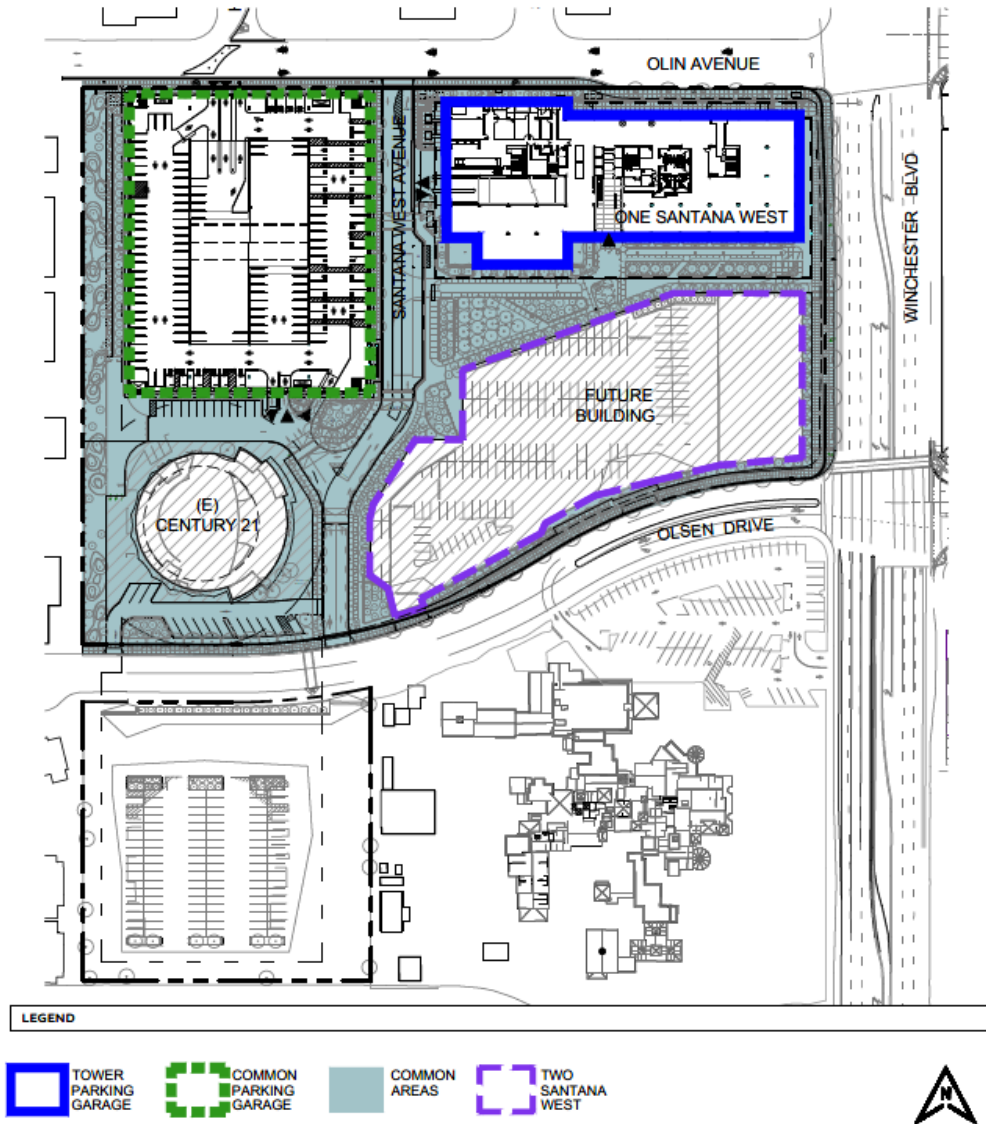 OLIN AVENUE
SANTANA WEST AVENUE
ONE SANTANA WEST
WINCHESTER BLVD
FUTURE
BUILDING
(E)
CENTURY 21
OLSEN DRIVE
LEGEND
TOWER
PARKING
GARAGE
COMMON
PARKING
GARAGE
COMMON
AREAS
TWO
SANTANA
WEST
N